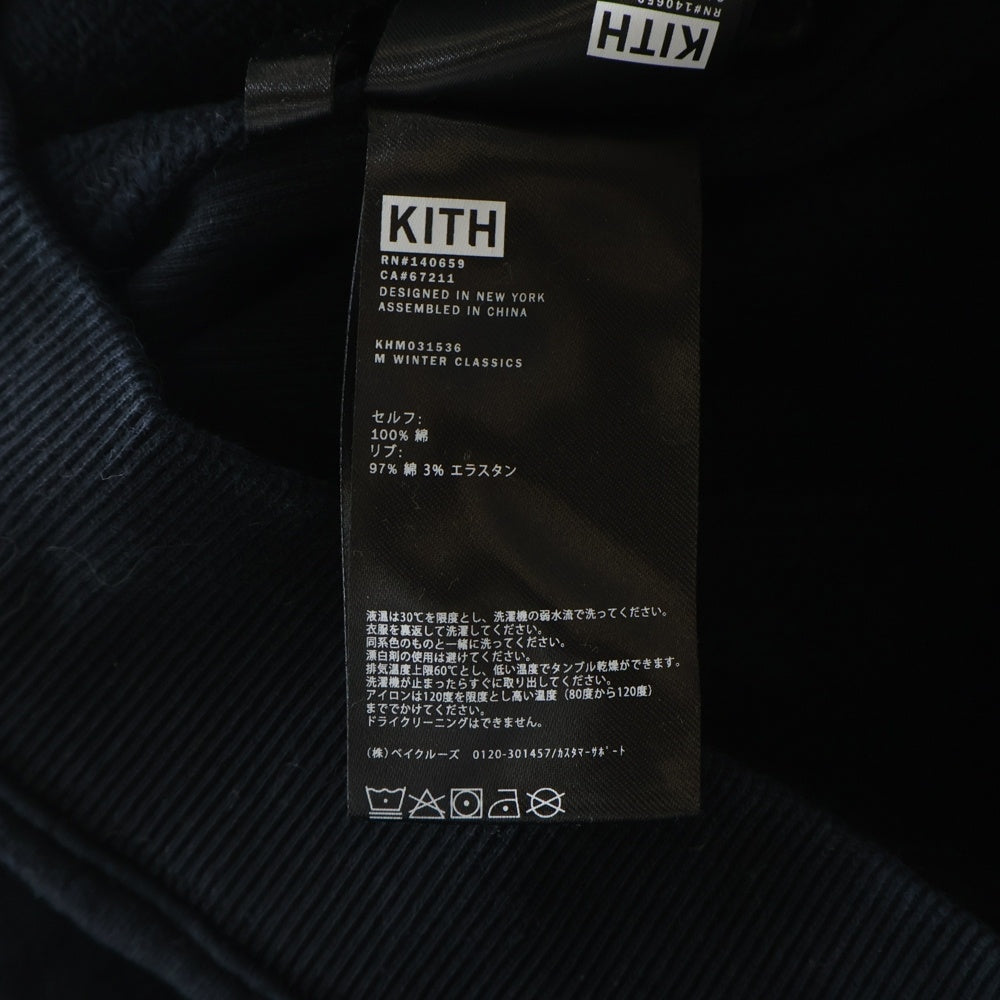 RN#140659
KITH
KITH
RN#140659
CA#67211
DESIGNED IN NEW YORK
ASSEMBLED IN CHINA
KHM031536
M WINTER CLASSICS
セルフ:
100% 綿
リブ:
97% 綿 3% エラスタン
液温は30℃を限度とし、洗濯機の弱水流で洗ってください。
衣服を裏返して洗濯してください。
同系色のものと一緒に洗ってください。
漂白剤の使用は避けてください。
排気温度上限60℃とし、低い温度でタンブル乾燥ができます。
洗濯機が止まったらすぐに取り出してください。
アイロンは120度を限度とし高い温度（80度から120度）
まででかけてください。
ドライクリーニングはできません。
(株)ベイクルーズ 0120-301457/ｶｽﾀﾏｰｻﾎﾟｰﾄ